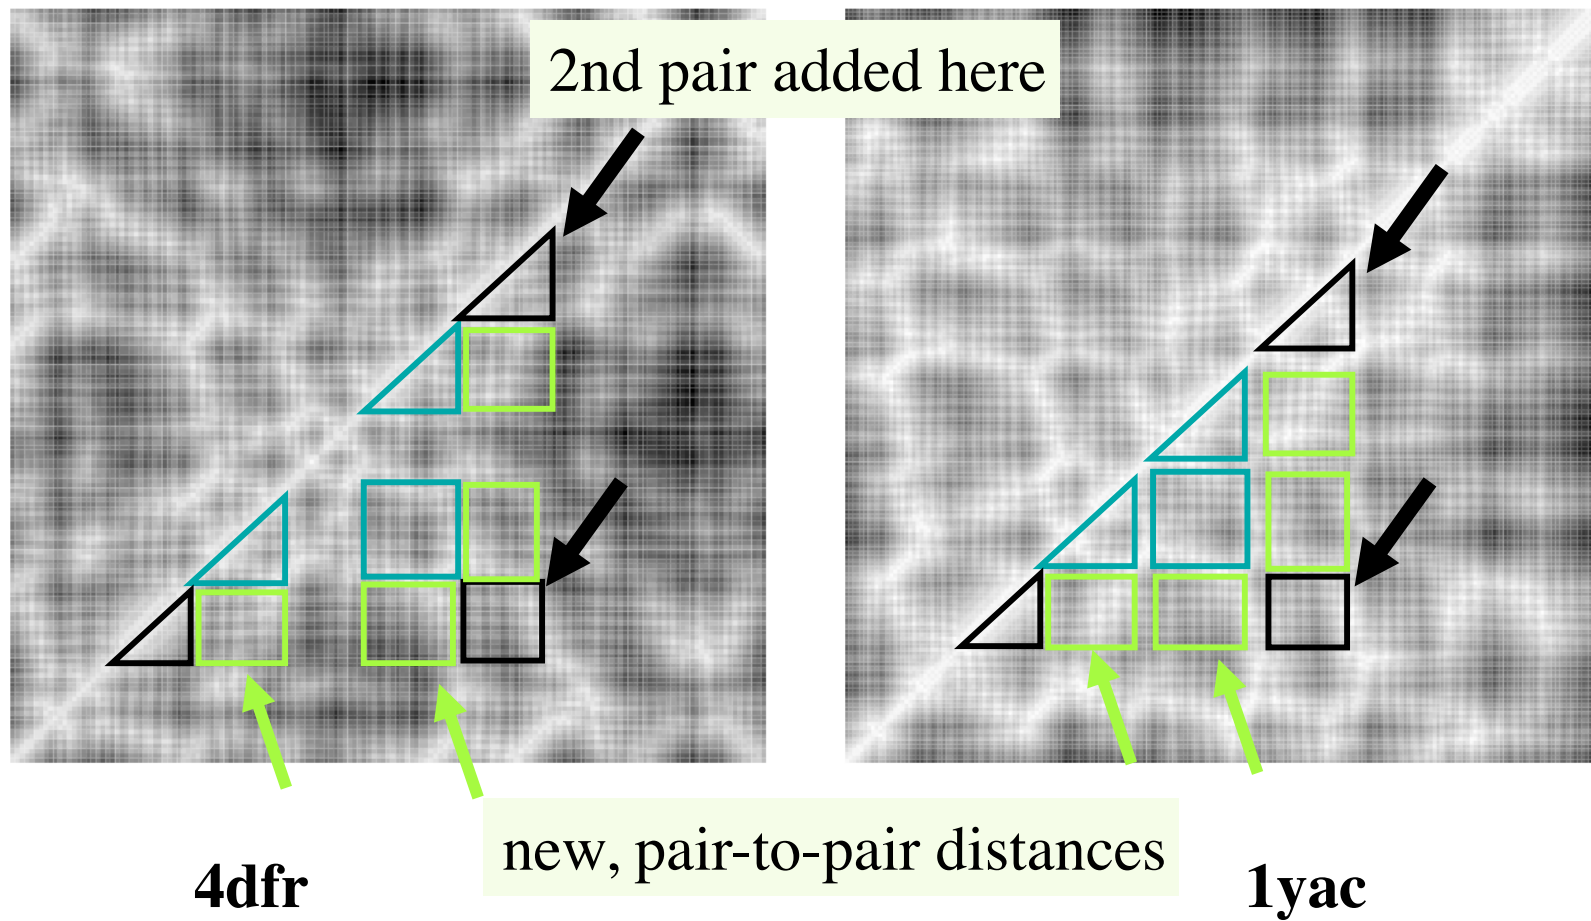 2nd pair added here
new, pair-to-pair distances
4dfr
1yac